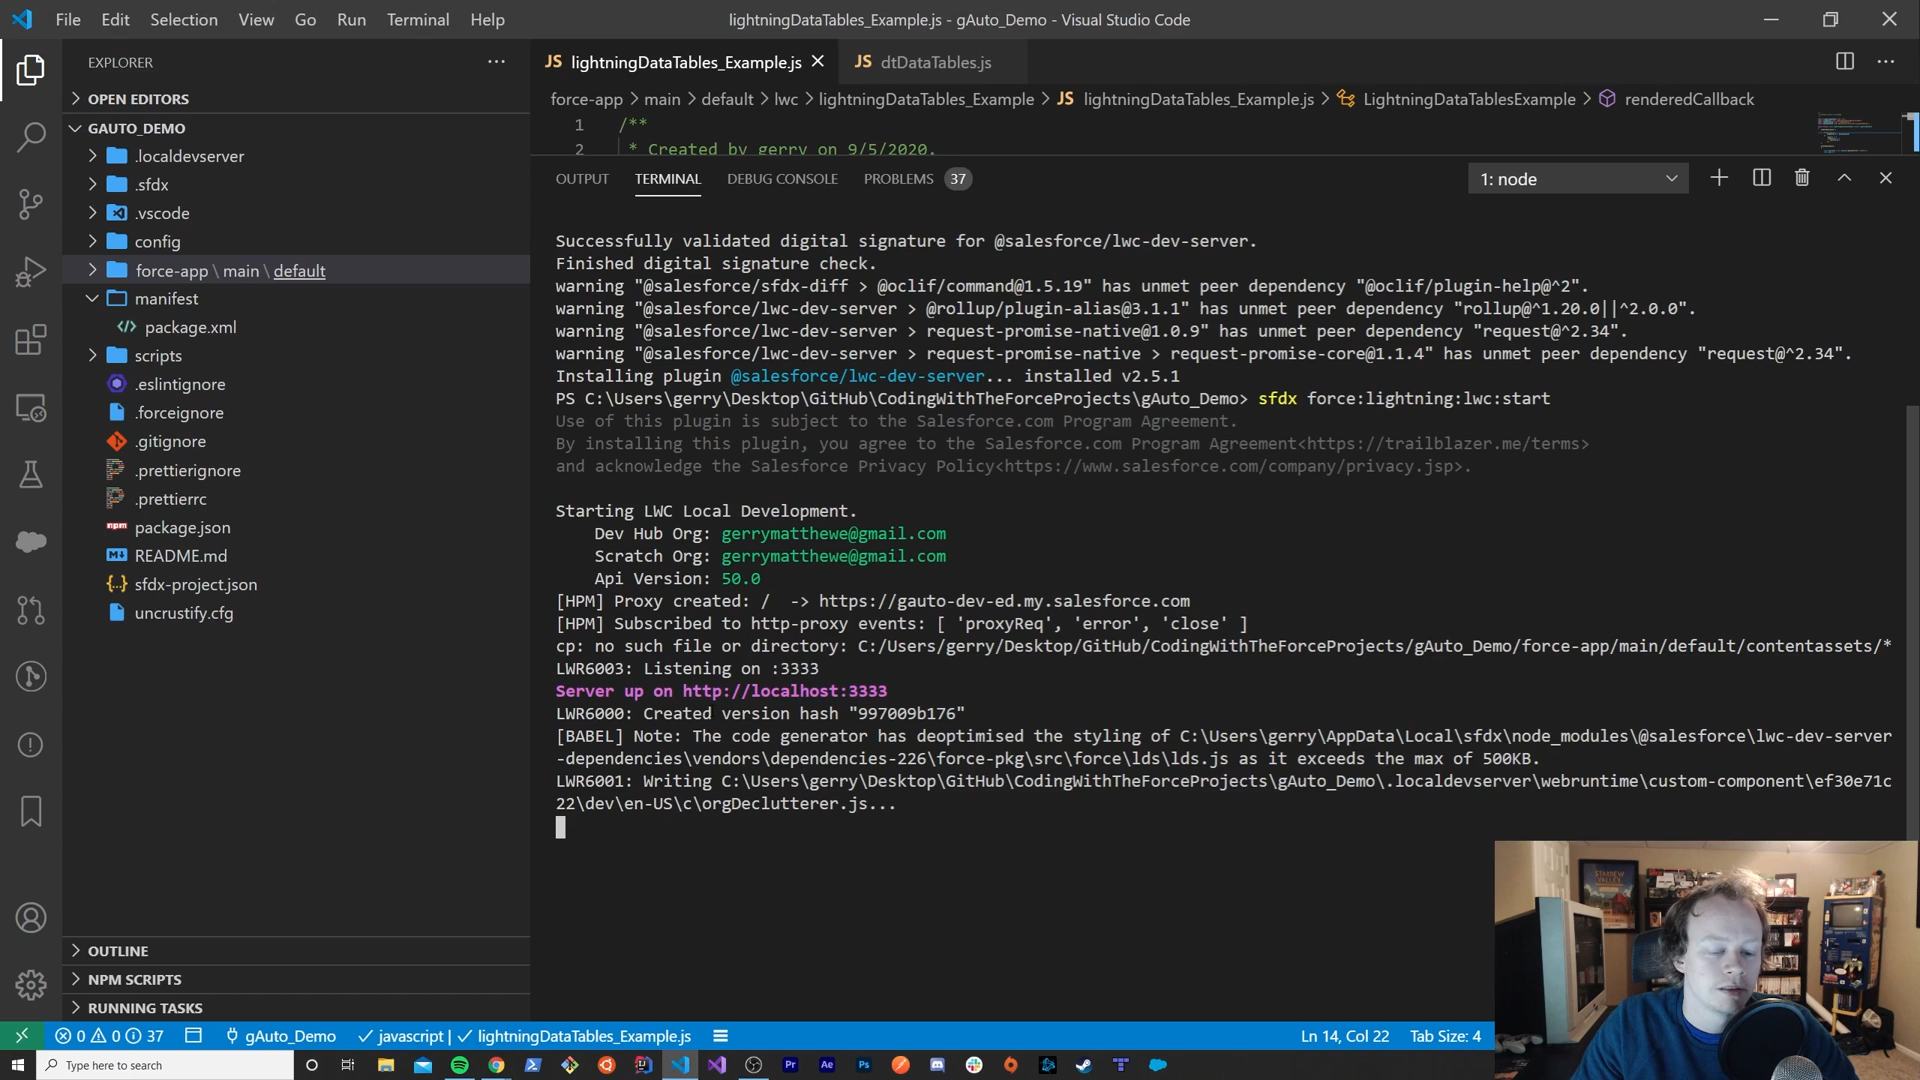 File Edit Selection View Go Run Terminal Help
lightningDataTables_Example.js - gAuto_Demo - Visual Studio Code
EXPLORER
OPEN EDITORS
GAUTO_DEMO
.localdevserver
.sfdx
.vscode
config
force-app \ main \ default
manifest
package.xml
scripts
.eslintignore
.forceignore
.gitignore
.prettierignore
.prettierrc
package.json
README.md
sfdx-project.json
uncrustify.cfg
OUTLINE
NPM SCRIPTS
RUNNING TASKS
JS lightningDataTables_Example.js
JS dtDataTables.js
force-app > main > default > lwc > lightningDataTables_Example > JS lightningDataTables_Example.js > LightningDataTablesExample > renderedCallback
1 /**
2 * Created by gerry on 9/5/2020.
OUTPUT TERMINAL DEBUG CONSOLE PROBLEMS 37
1: node
Successfully validated digital signature for @salesforce/lwc-dev-server.
Finished digital signature check.
warning "@salesforce/sfdx-diff > @oclif/command@1.5.19" has unmet peer dependency "@oclif/plugin-help@^2".
warning "@salesforce/lwc-dev-server > @rollup/plugin-alias@3.1.1" has unmet peer dependency "rollup@^1.20.0||^2.0.0".
warning "@salesforce/lwc-dev-server > request-promise-native@1.0.9" has unmet peer dependency "request@^2.34".
warning "@salesforce/lwc-dev-server > request-promise-native > request-promise-core@1.1.4" has unmet peer dependency "request@^2.34".
Installing plugin @salesforce/lwc-dev-server... installed v2.5.1
PS C:\Users\gerry\Desktop\GitHub\CodingWithTheForceProjects\gAuto_Demo> sfdx force:lightning:lwc:start
Use of this plugin is subject to the Salesforce.com Program Agreement.
By installing this plugin, you agree to the Salesforce.com Program Agreement<https://trailblazer.me/terms>
and acknowledge the Salesforce Privacy Policy<https://www.salesforce.com/company/privacy.jsp>.
Starting LWC Local Development.
Dev Hub Org: gerrymatthewe@gmail.com
Scratch Org: gerrymatthewe@gmail.com
Api Version: 50.0
[HPM] Proxy created: / -> https://gauto-dev-ed.my.salesforce.com
[HPM] Subscribed to http-proxy events: [ 'proxyReq', 'error', 'close' ]
cp: no such file or directory: C:/Users/gerry/Desktop/GitHub/CodingWithTheForceProjects/gAuto_Demo/force-app/main/default/contentassets/*
LWR6003: Listening on :3333
Server up on http://localhost:3333
LWR6000: Created version hash "997009b176"
[BABEL] Note: The code generator has deoptimised the styling of C:\Users\gerry\AppData\Local\sfdx\node_modules\@salesforce\lwc-dev-server
-dependencies\vendors\dependencies-226\force-pkg\src\force\lds\lds.js as it exceeds the max of 500KB.
LWR6001: Writing C:\Users\gerry\Desktop\GitHub\CodingWithTheForceProjects\gAuto_Demo\.localdevserver\webruntime\custom-component\ef30e71c
22\dev\en-US\c\orgDeclutterer.js...
STARDEW VALLEY
0 0 37 gAuto_Demo javascript | lightningDataTables_Example.js
Ln 14, Col 22 Tab Size: 4
Type here to search